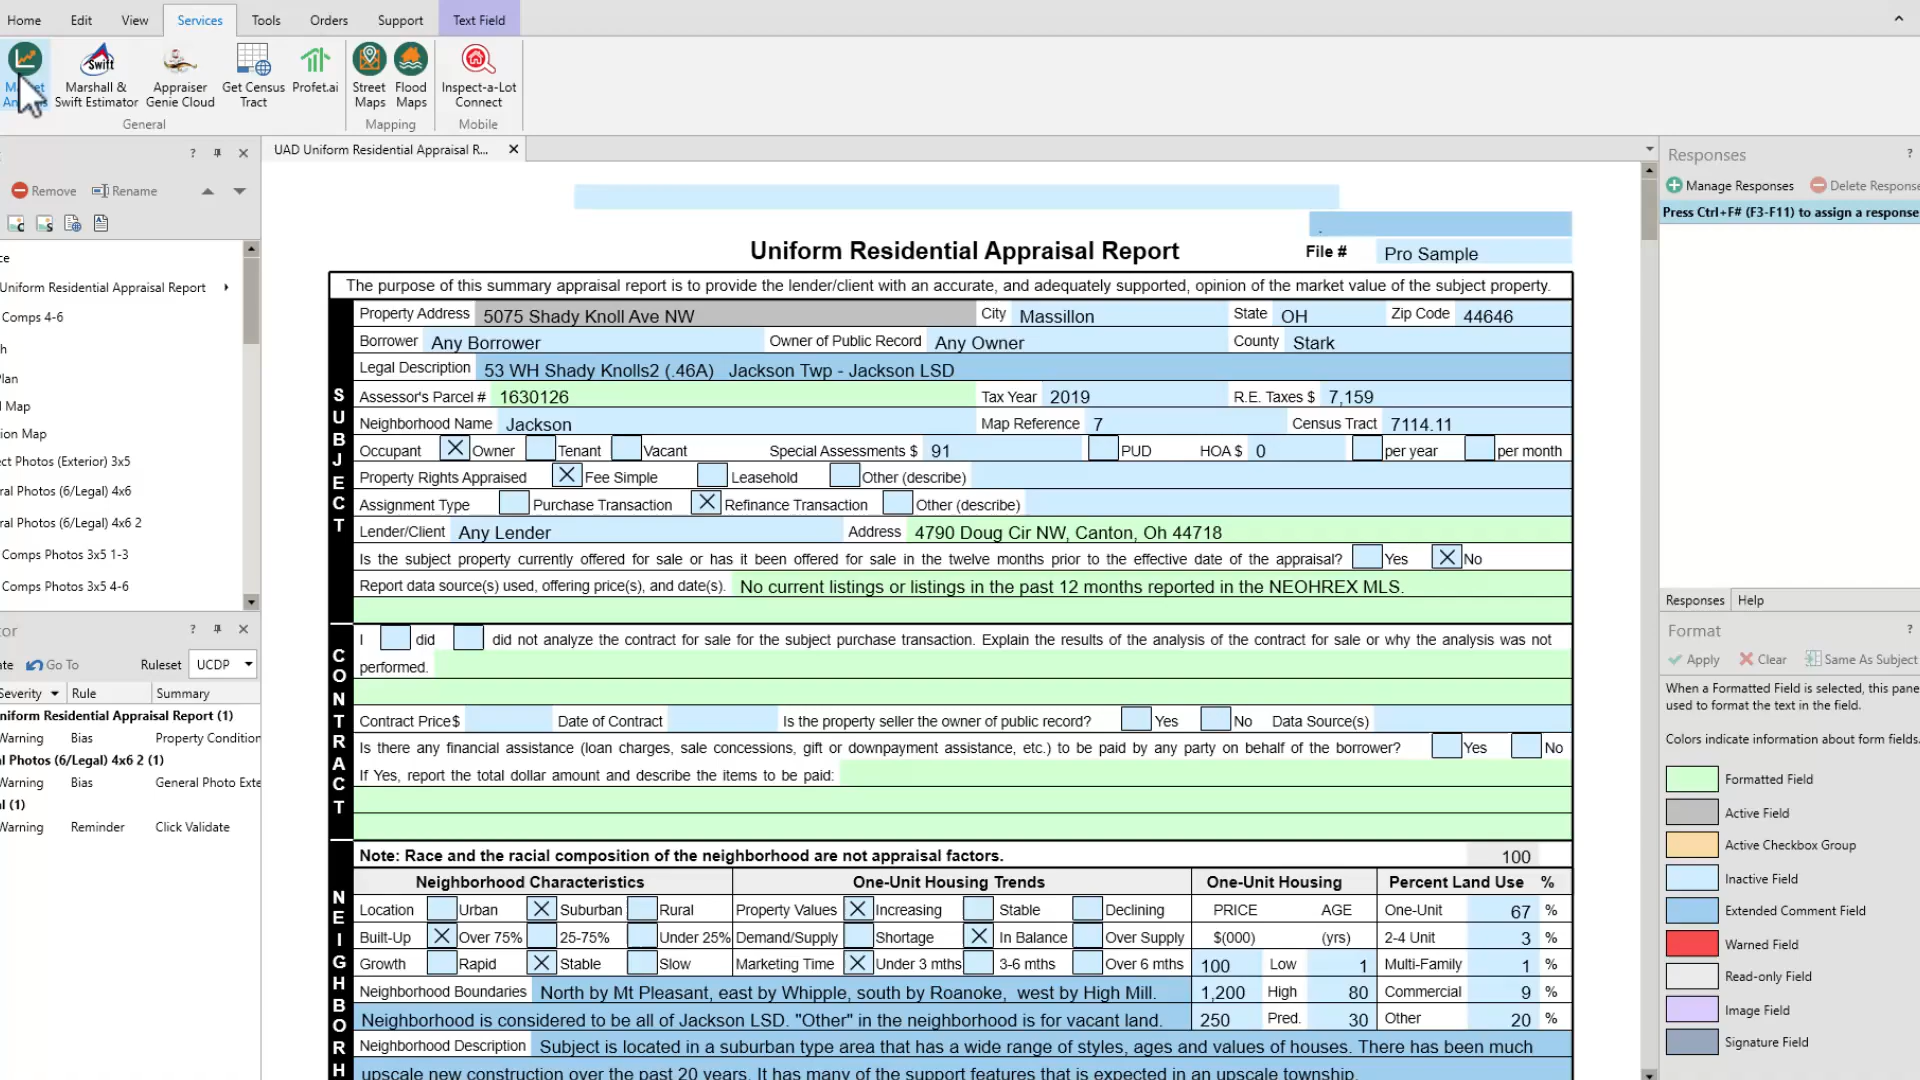 Home Edit View Services Tools Orders Support Text Field
Marshall & Swift Estimator
Appraiser Genie Cloud
Get Census Tract
Profet.ai
Street Maps
Flood Maps
Inspect-a-Lot Connect
General Mapping Mobile
Remove Rename
ce
Uniform Residential Appraisal Report
Comps 4-6
h
Plan
l Map
ion Map
ect Photos (Exterior) 3x5
ral Photos (6/Legal) 4x6
ral Photos (6/Legal) 4x6 2
Comps Photos 3x5 1-3
Comps Photos 3x5 4-6
tor
ate Go To Ruleset UCDP
Severity Rule Summary
niform Residential Appraisal Report (1)
Warning Bias Property Condition
l Photos (6/Legal) 4x6 2 (1)
Warning Bias General Photo Exte
l (1)
Warning Reminder Click Validate
UAD Uniform Residential Appraisal R...
.
Uniform Residential Appraisal Report File # Pro Sample
The purpose of this summary appraisal report is to provide the lender/client with an accurate, and adequately supported, opinion of the market value of the subject property.
SUBJECT
Property Address 5075 Shady Knoll Ave NW City Massillon State OH Zip Code 44646
Borrower Any Borrower Owner of Public Record Any Owner County Stark
Legal Description 53 WH Shady Knolls2 (.46A) Jackson Twp - Jackson LSD
Assessor's Parcel # 1630126 Tax Year 2019 R.E. Taxes $ 7,159
Neighborhood Name Jackson Map Reference 7 Census Tract 7114.11
Occupant X Owner Tenant Vacant Special Assessments $ 91 PUD HOA $ 0 per year per month
Property Rights Appraised X Fee Simple Leasehold Other (describe)
Assignment Type Purchase Transaction X Refinance Transaction Other (describe)
Lender/Client Any Lender Address 4790 Doug Cir NW, Canton, Oh 44718
Is the subject property currently offered for sale or has it been offered for sale in the twelve months prior to the effective date of the appraisal? Yes X No
Report data source(s) used, offering price(s), and date(s). No current listings or listings in the past 12 months reported in the NEOHREX MLS.
CONTRACT
I did did not analyze the contract for sale for the subject purchase transaction. Explain the results of the analysis of the contract for sale or why the analysis was not
performed.
Contract Price $ Date of Contract Is the property seller the owner of public record? Yes No Data Source(s)
Is there any financial assistance (loan charges, sale concessions, gift or downpayment assistance, etc.) to be paid by any party on behalf of the borrower? Yes No
If Yes, report the total dollar amount and describe the items to be paid:
NEIGHBORH
Note: Race and the racial composition of the neighborhood are not appraisal factors. 100
Neighborhood Characteristics One-Unit Housing Trends One-Unit Housing Percent Land Use %
Location Urban X Suburban Rural Property Values X Increasing Stable Declining PRICE AGE One-Unit 67 %
Built-Up X Over 75% 25-75% Under 25% Demand/Supply Shortage X In Balance Over Supply $(000) (yrs) 2-4 Unit 3 %
Growth Rapid X Stable Slow Marketing Time X Under 3 mths 3-6 mths Over 6 mths 100 Low 1 Multi-Family 1 %
Neighborhood Boundaries North by Mt Pleasant, east by Whipple, south by Roanoke, west by High Mill. 1,200 High 80 Commercial 9 %
Neighborhood is considered to be all of Jackson LSD. "Other" in the neighborhood is for vacant land. 250 Pred. 30 Other 20 %
Neighborhood Description Subject is located in a suburban type area that has a wide range of styles, ages and values of houses. There has been much
upscale new construction over the past 20 years. It has many of the support features that is expected in an upscale township.
Responses ?
Manage Responses Delete Response
Press Ctrl+F# (F3-F11) to assign a response
Responses Help
Format ?
Apply Clear Same As Subject
When a Formatted Field is selected, this pane
used to format the text in the field.
Colors indicate information about form fields.
Formatted Field
Active Field
Active Checkbox Group
Inactive Field
Extended Comment Field
Warned Field
Read-only Field
Image Field
Signature Field